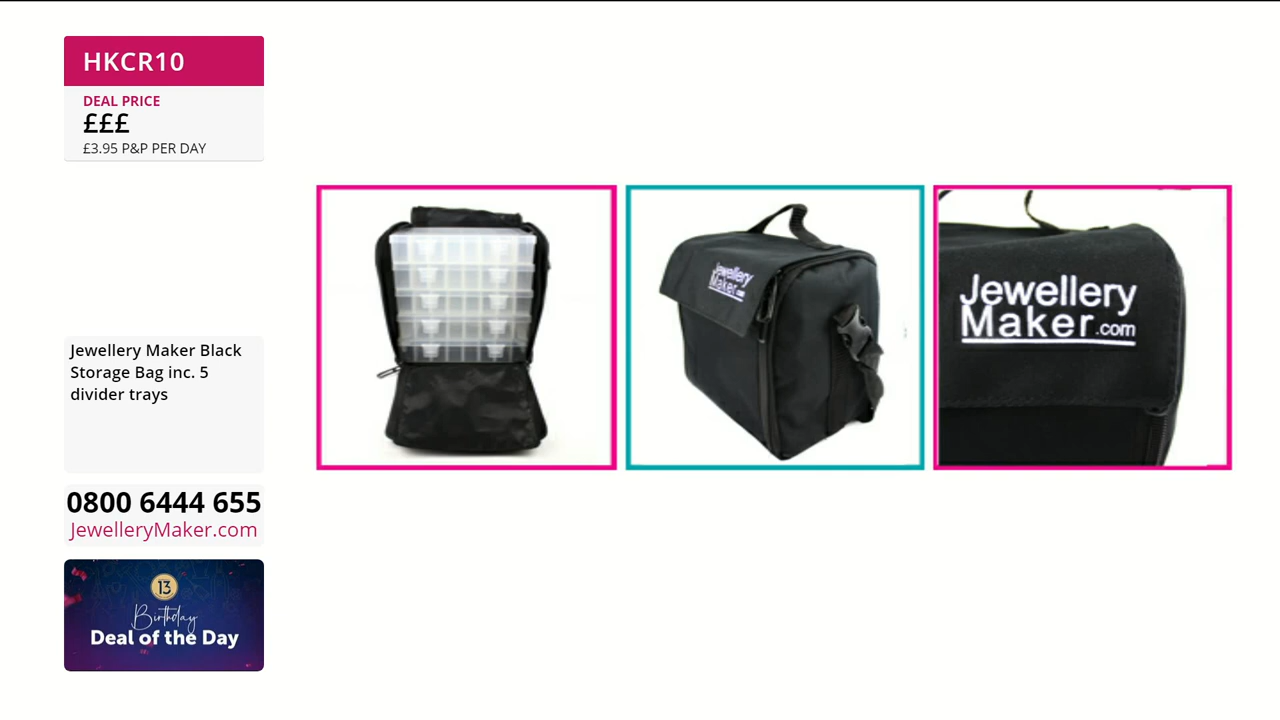 HKCR10
DEAL PRICE
£££
£3.95 P&P PER DAY
Jewellery Maker Black
Storage Bag inc. 5
divider trays
0800 6444 655
JewelleryMaker.com
13
Birthday
Deal of the Day
Jewellery
Maker.com
Jewellery
Maker.com